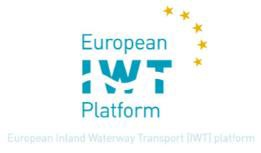 European
IWT
Platform
European Inland Waterway Transport (IWT) platform